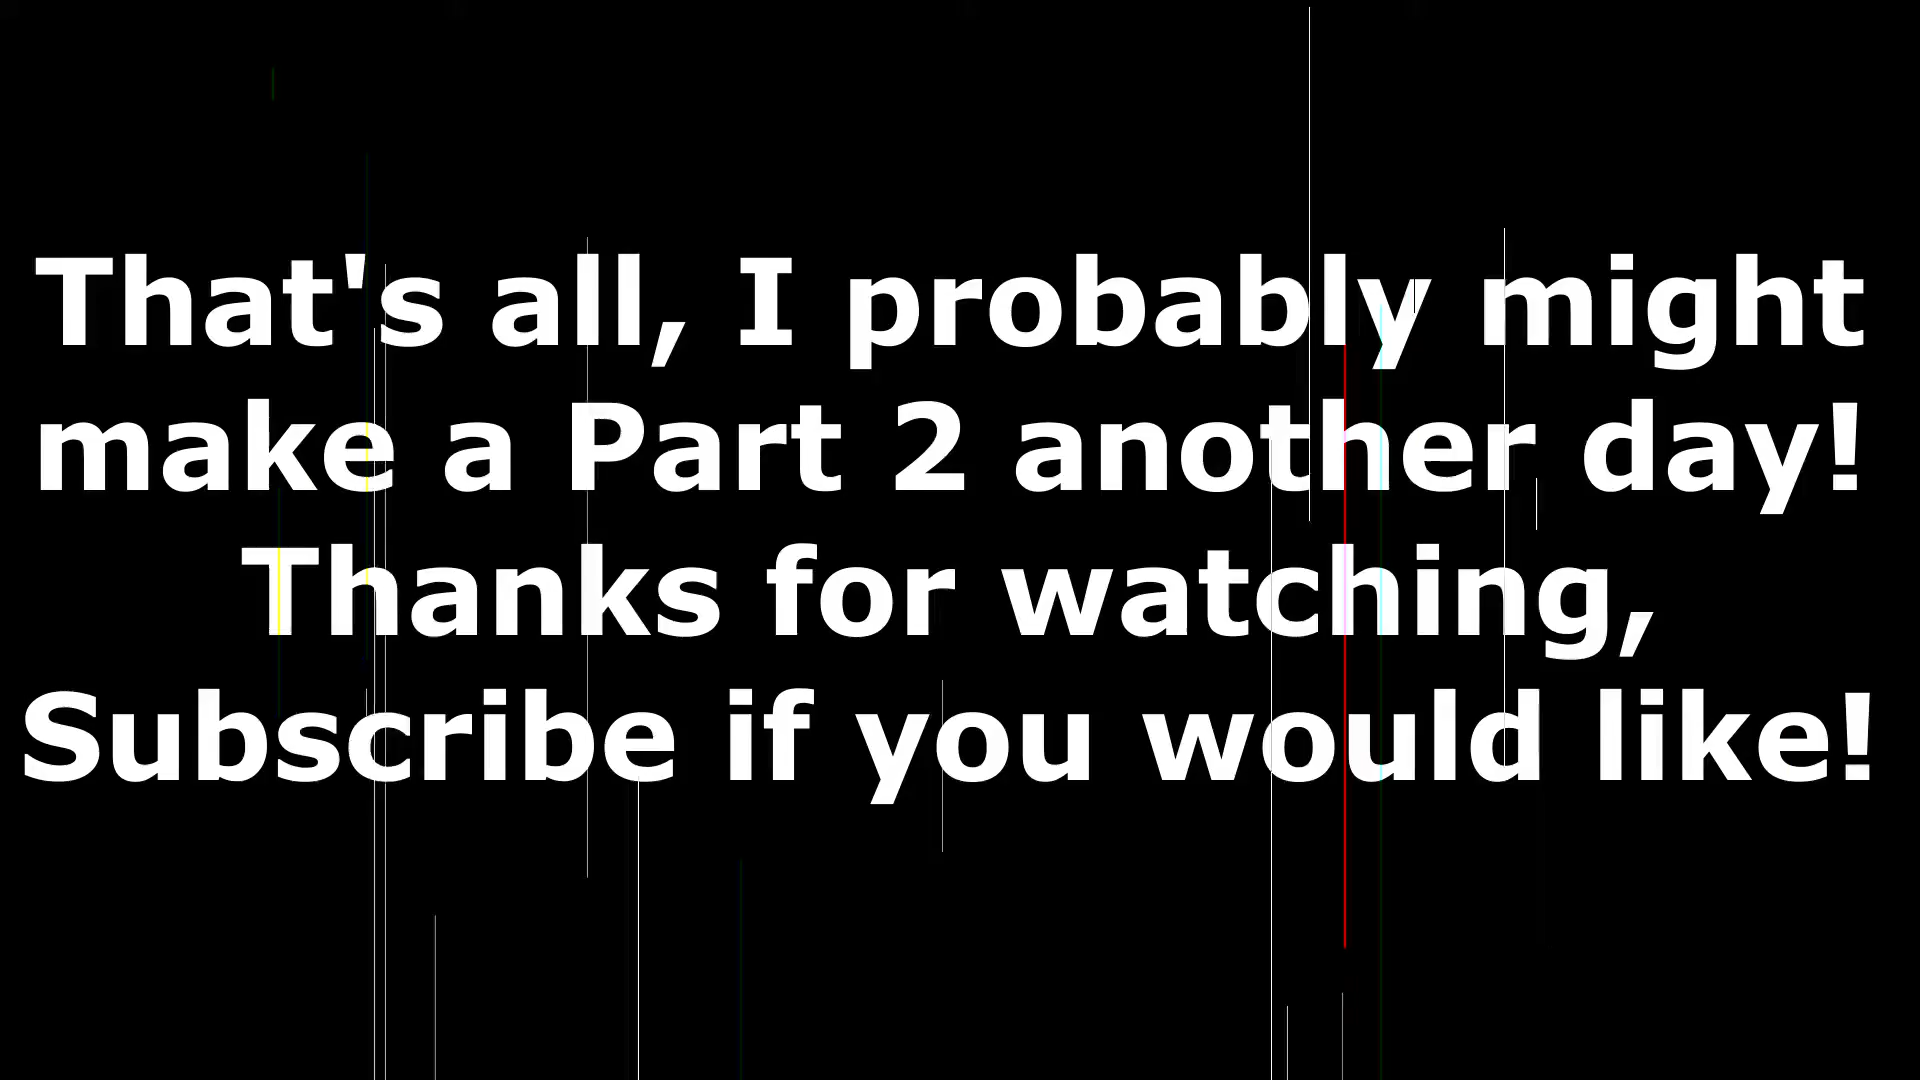 That's all, I probably might
make a Part 2 another day!
Thanks for watching,
Subscribe if you would like!